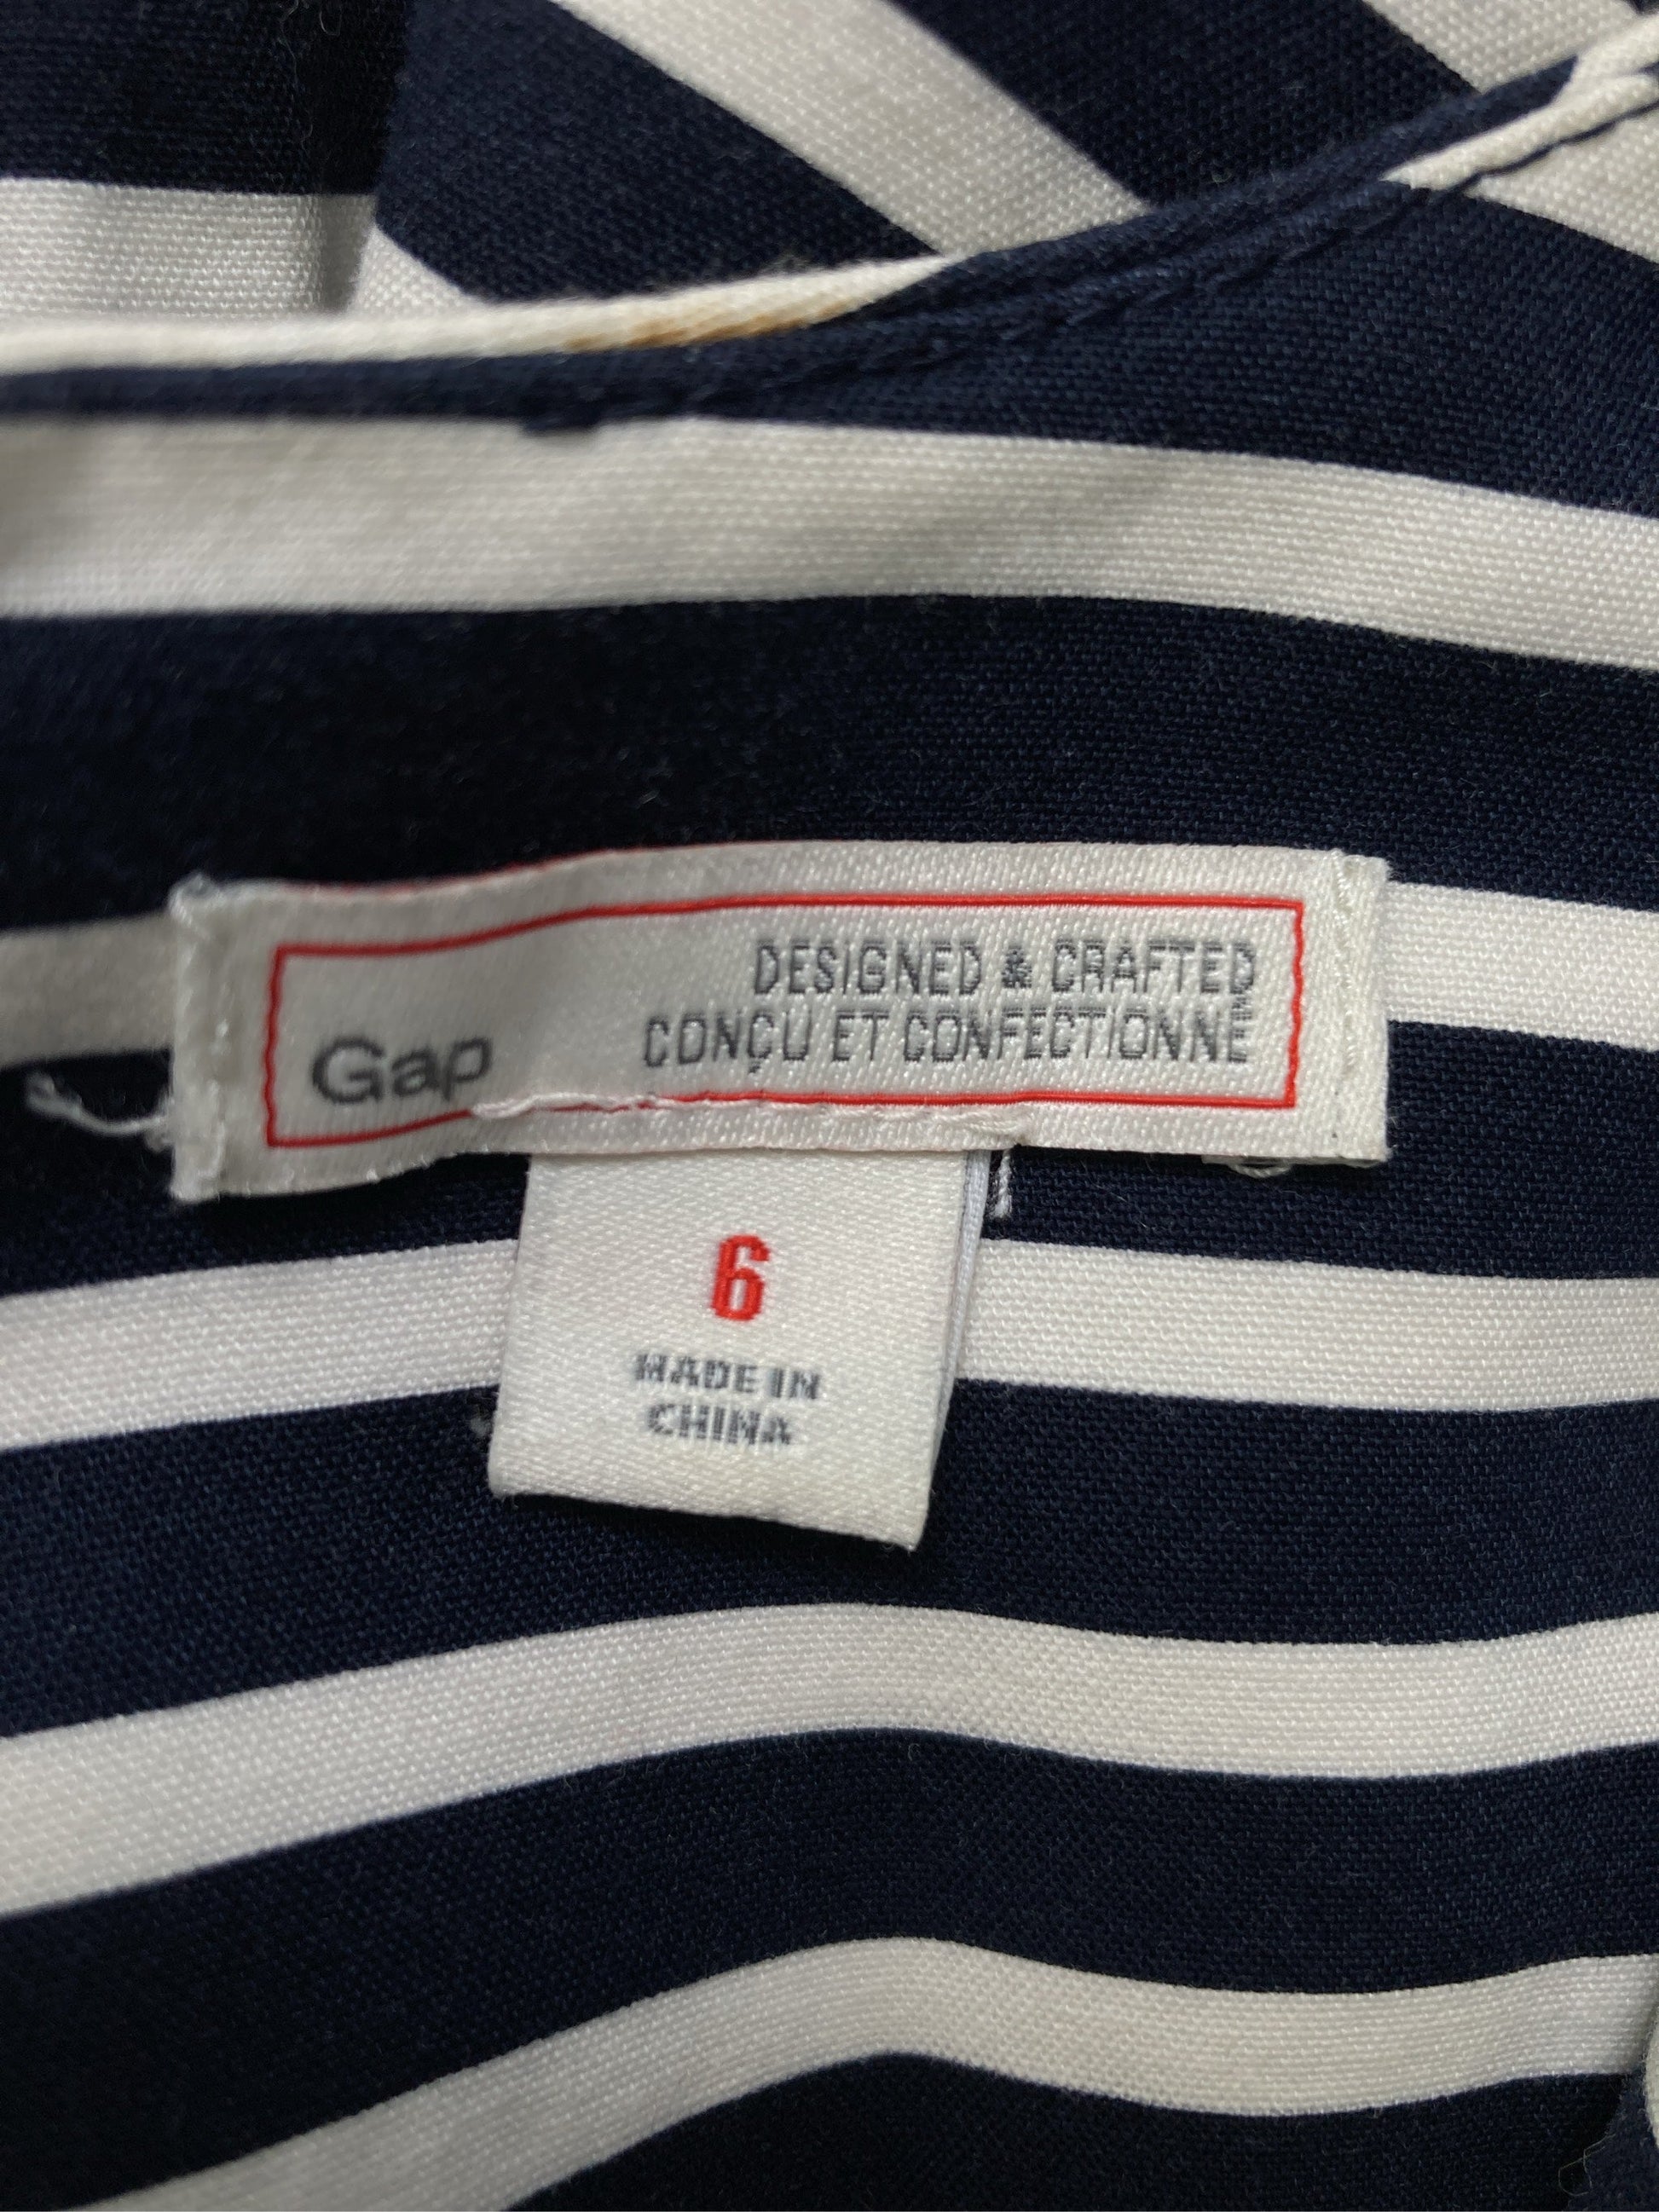 DESIGNED & CRAFTED
CONÇU ET CONFECTIONNÉ
Gap
6
MADE IN
CHINA